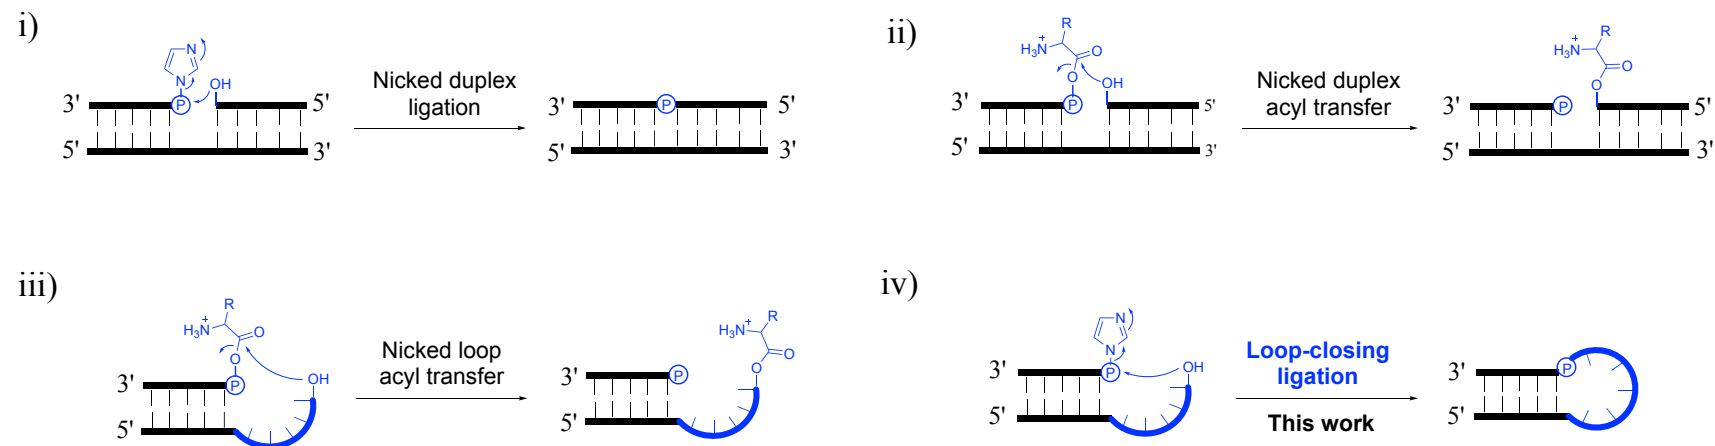 i)
N
N
OH
3'
P
5'
5'
3'
Nicked duplex
ligation
3'
P
5'
5'
3'
ii)
R
H₃N⁺
O
O
OH
3'
P
5'
5'
3'
Nicked duplex
acyl transfer
R
H₃N⁺
O
O
3'
P
5'
5'
3'
iii)
R
H₃N⁺
O
O
OH
3'
P
5'
Nicked loop
acyl transfer
R
H₃N⁺
O
O
3'
P
5'
iv)
N
N
OH
3'
P
5'
Loop-closing
ligation
This work
3'
P
5'